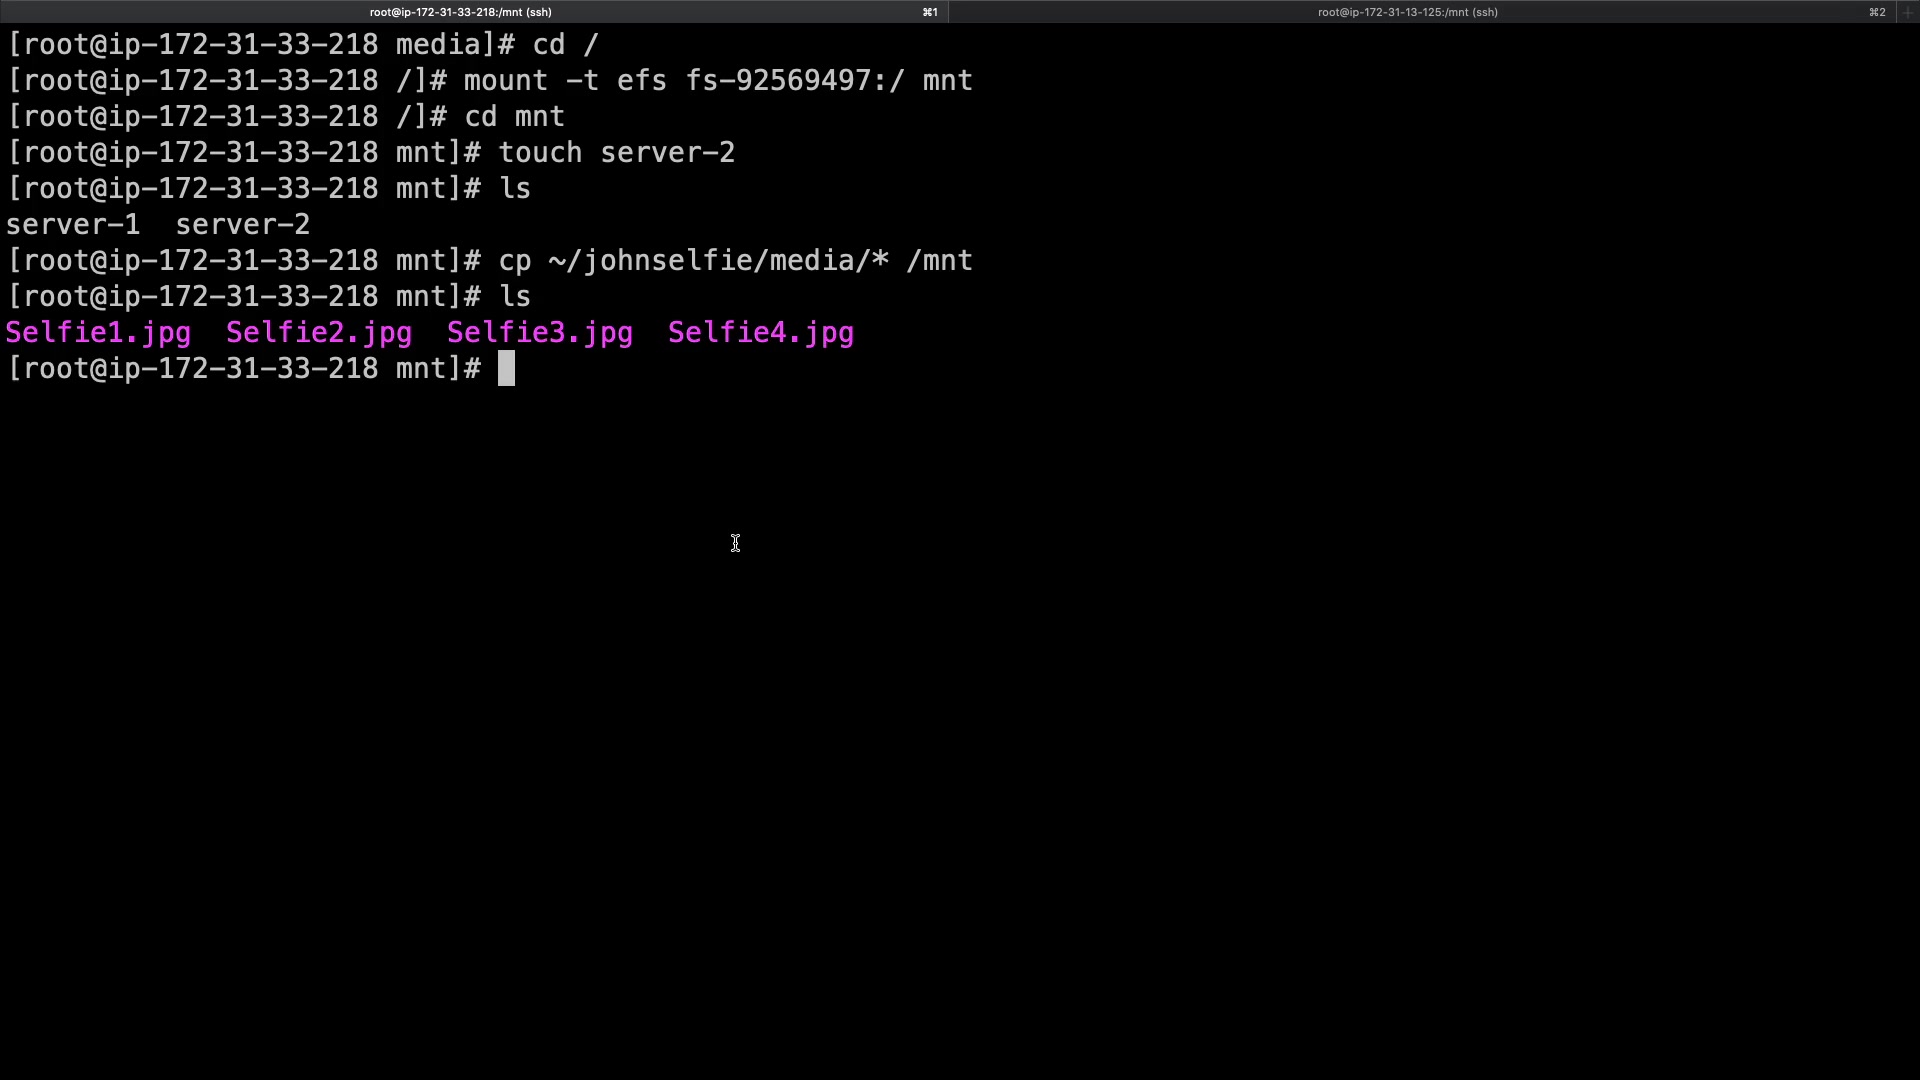 root@ip-172-31-33-218:/mnt (ssh) ⌘1 root@ip-172-31-13-125:/mnt (ssh) ⌘2 +
[root@ip-172-31-33-218 media]# cd /
[root@ip-172-31-33-218 /]# mount -t efs fs-92569497:/ mnt
[root@ip-172-31-33-218 /]# cd mnt
[root@ip-172-31-33-218 mnt]# touch server-2
[root@ip-172-31-33-218 mnt]# ls
server-1  server-2
[root@ip-172-31-33-218 mnt]# cp ~/johnselfie/media/* /mnt
[root@ip-172-31-33-218 mnt]# ls
Selfie1.jpg  Selfie2.jpg  Selfie3.jpg  Selfie4.jpg
[root@ip-172-31-33-218 mnt]#